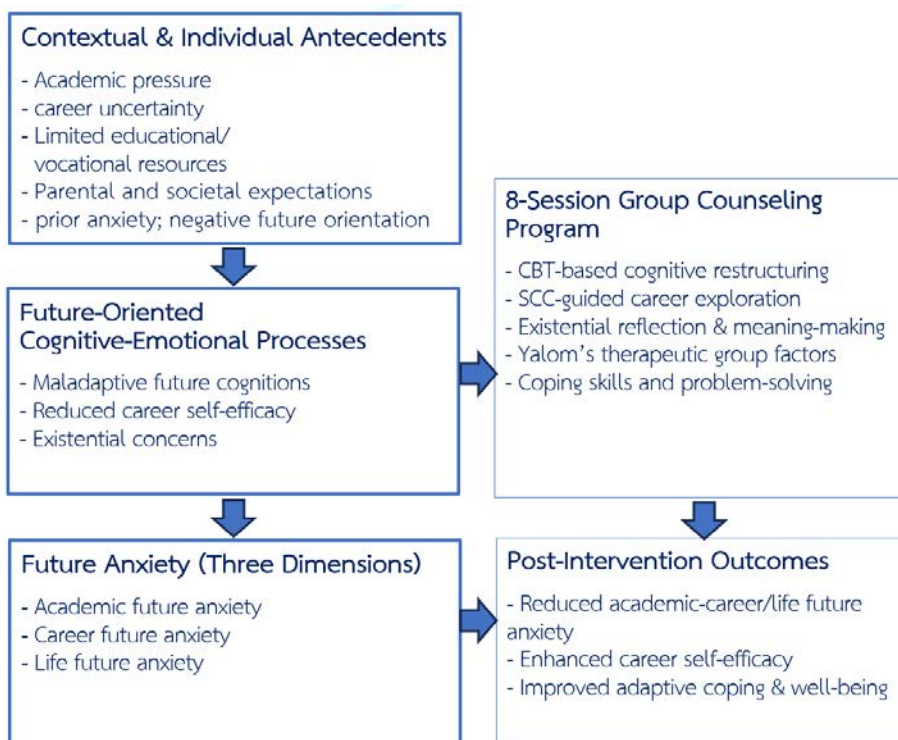 Contextual & Individual Antecedents
- Academic pressure
- career uncertainty
- Limited educational/
vocational resources
- Parental and societal expectations
- prior anxiety; negative future orientation
Future-Oriented
Cognitive-Emotional Processes
- Maladaptive future cognitions
- Reduced career self-efficacy
- Existential concerns
8-Session Group Counseling
Program
- CBT-based cognitive restructuring
- SCC-guided career exploration
- Existential reflection & meaning-making
- Yalom's therapeutic group factors
- Coping skills and problem-solving
Future Anxiety (Three Dimensions)
- Academic future anxiety
- Career future anxiety
- Life future anxiety
Post-Intervention Outcomes
- Reduced academic-career/life future
anxiety
- Enhanced career self-efficacy
- Improved adaptive coping & well-being